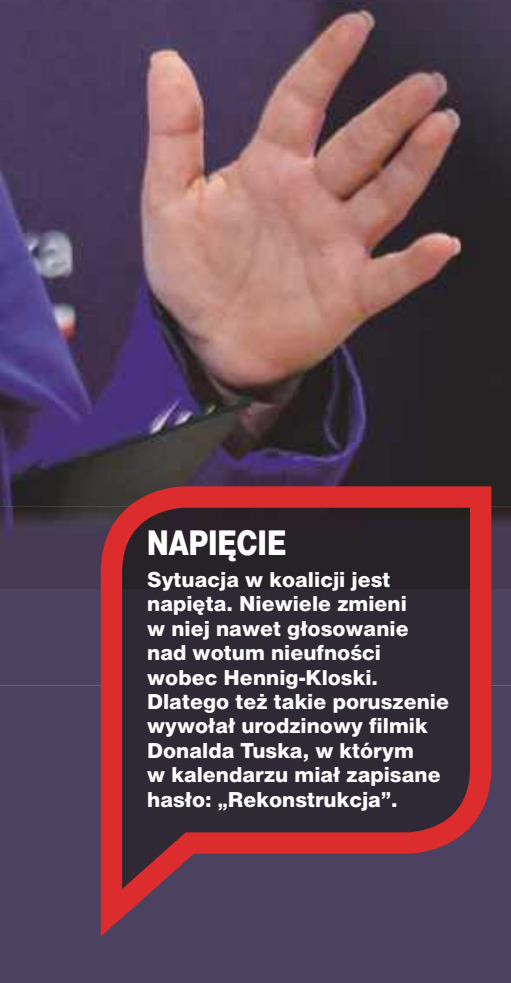 NAPIĘCIE
Sytuacja w koalicji jest
napięta. Niewiele zmieni
w niej nawet głosowanie
nad wotum nieufności
wobec Hennig-Kloski.
Dlatego też takie poruszenie
wywołał urodzinowy filmik
Donalda Tuska, w którym
w kalendarzu miał zapisane
hasło: „Rekonstrukcja”.